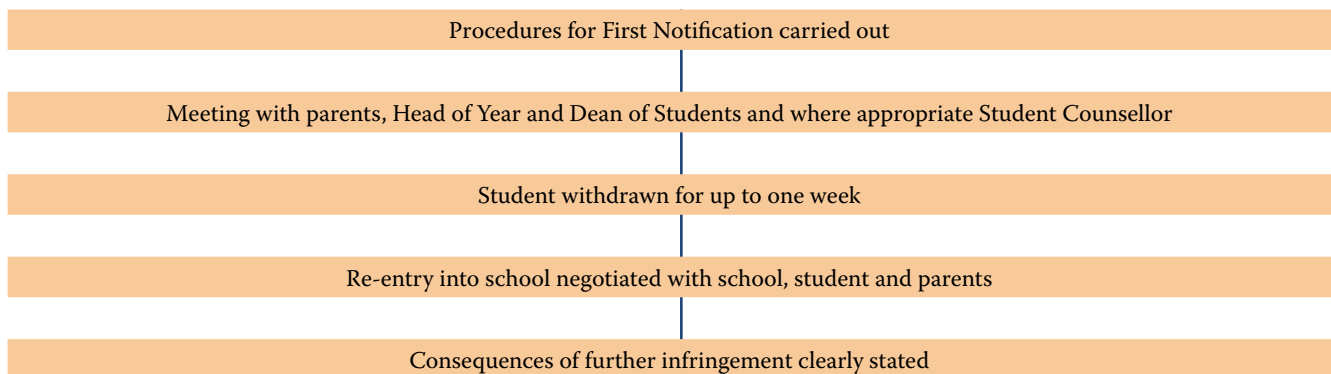 Procedures for First Notification carried out
Meeting with parents, Head of Year and Dean of Students and where appropriate Student Counsellor
Student withdrawn for up to one week
Re-entry into school negotiated with school, student and parents
Consequences of further infringement clearly stated